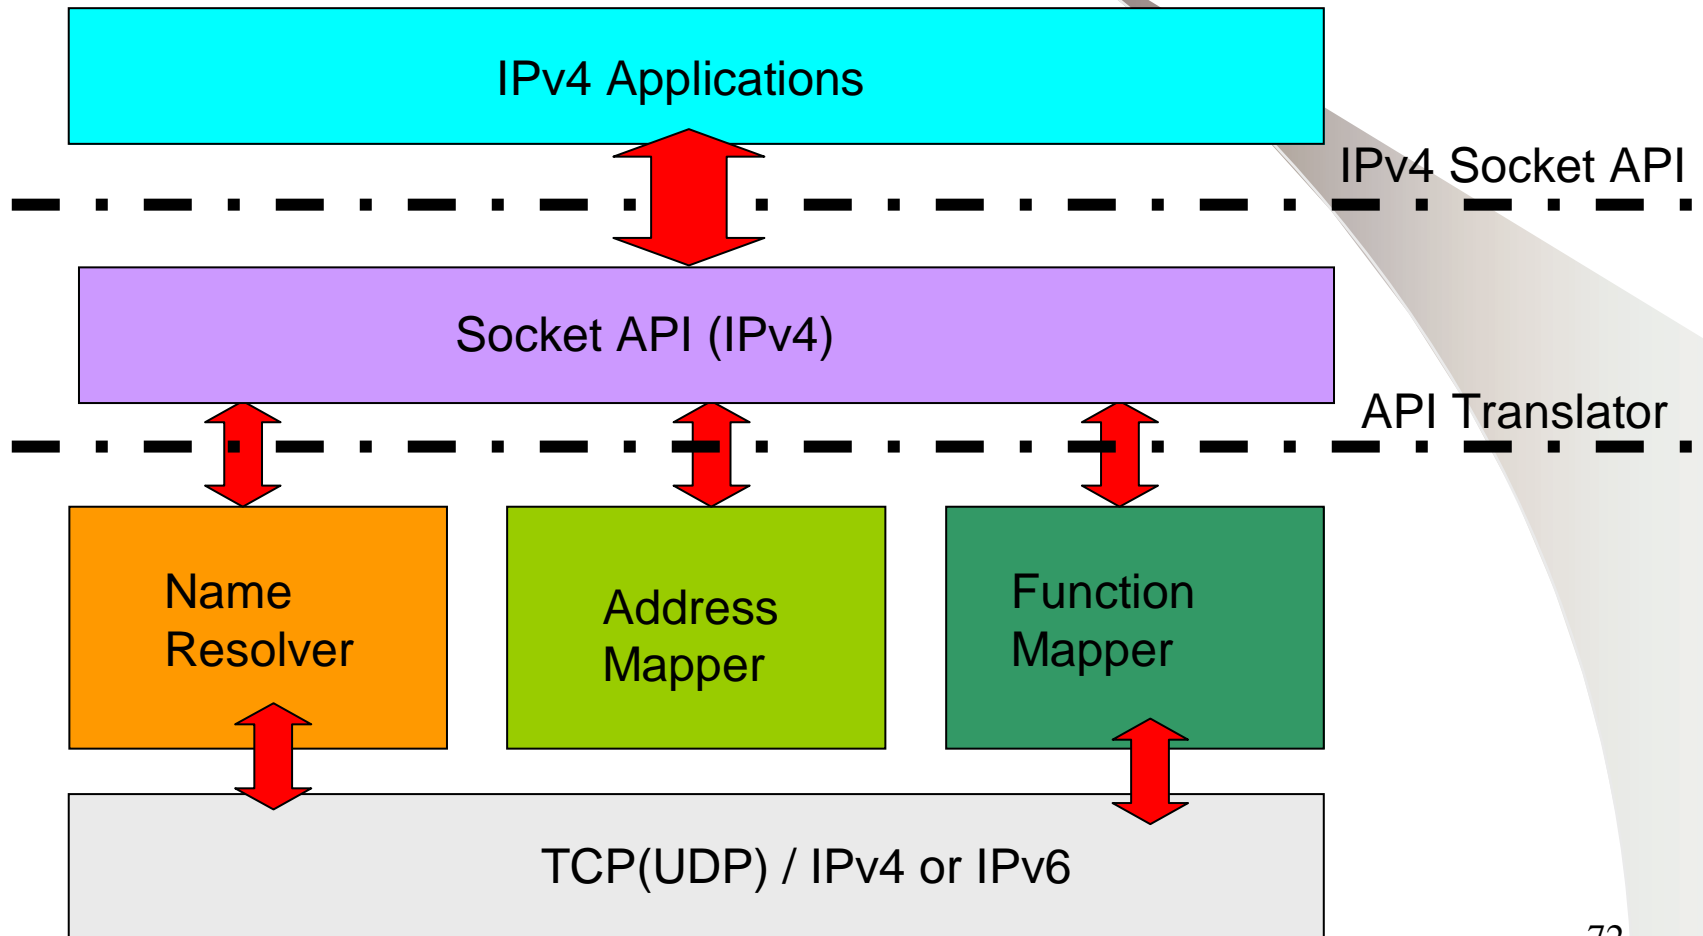 IPv4 Applications
IPv4 Socket API
Socket API (IPv4)
API Translator
Name
Resolver
Address
Mapper
Function
Mapper
TCP(UDP) / IPv4 or IPv6
72